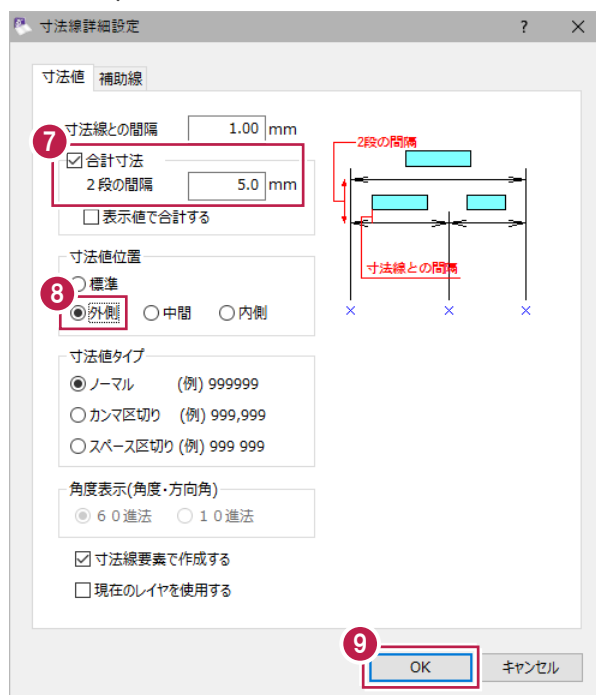 寸法線詳細設定 ? ×
寸法値 補助線
寸法線との間隔 1.00 mm
7
合計寸法
2段の間隔 5.0 mm
表示値で合計する
2段の間隔
寸法線との間隔
寸法値位置
標準
8
外側 中間 内側
寸法値タイプ
ノーマル (例) 999999
カンマ区切り (例) 999,999
スペース区切り (例) 999 999
角度表示(角度・方向角)
60進法 10進法
寸法線要素で作成する
現在のレイヤを使用する
9
OK キャンセル